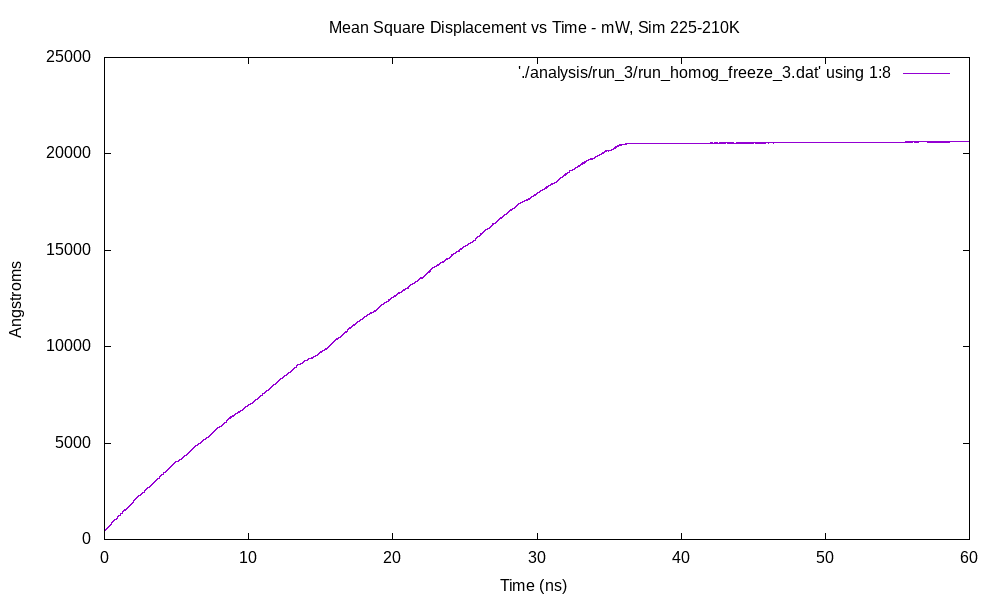 Mean Square Displacement vs Time - mW, Sim 225-210K
25000
'./analysis/run_3/run_homog_freeze_3.dat' using 1:8
20000
15000
Angstroms
10000
5000
0
0 10 20 30 40 50 60
Time (ns)